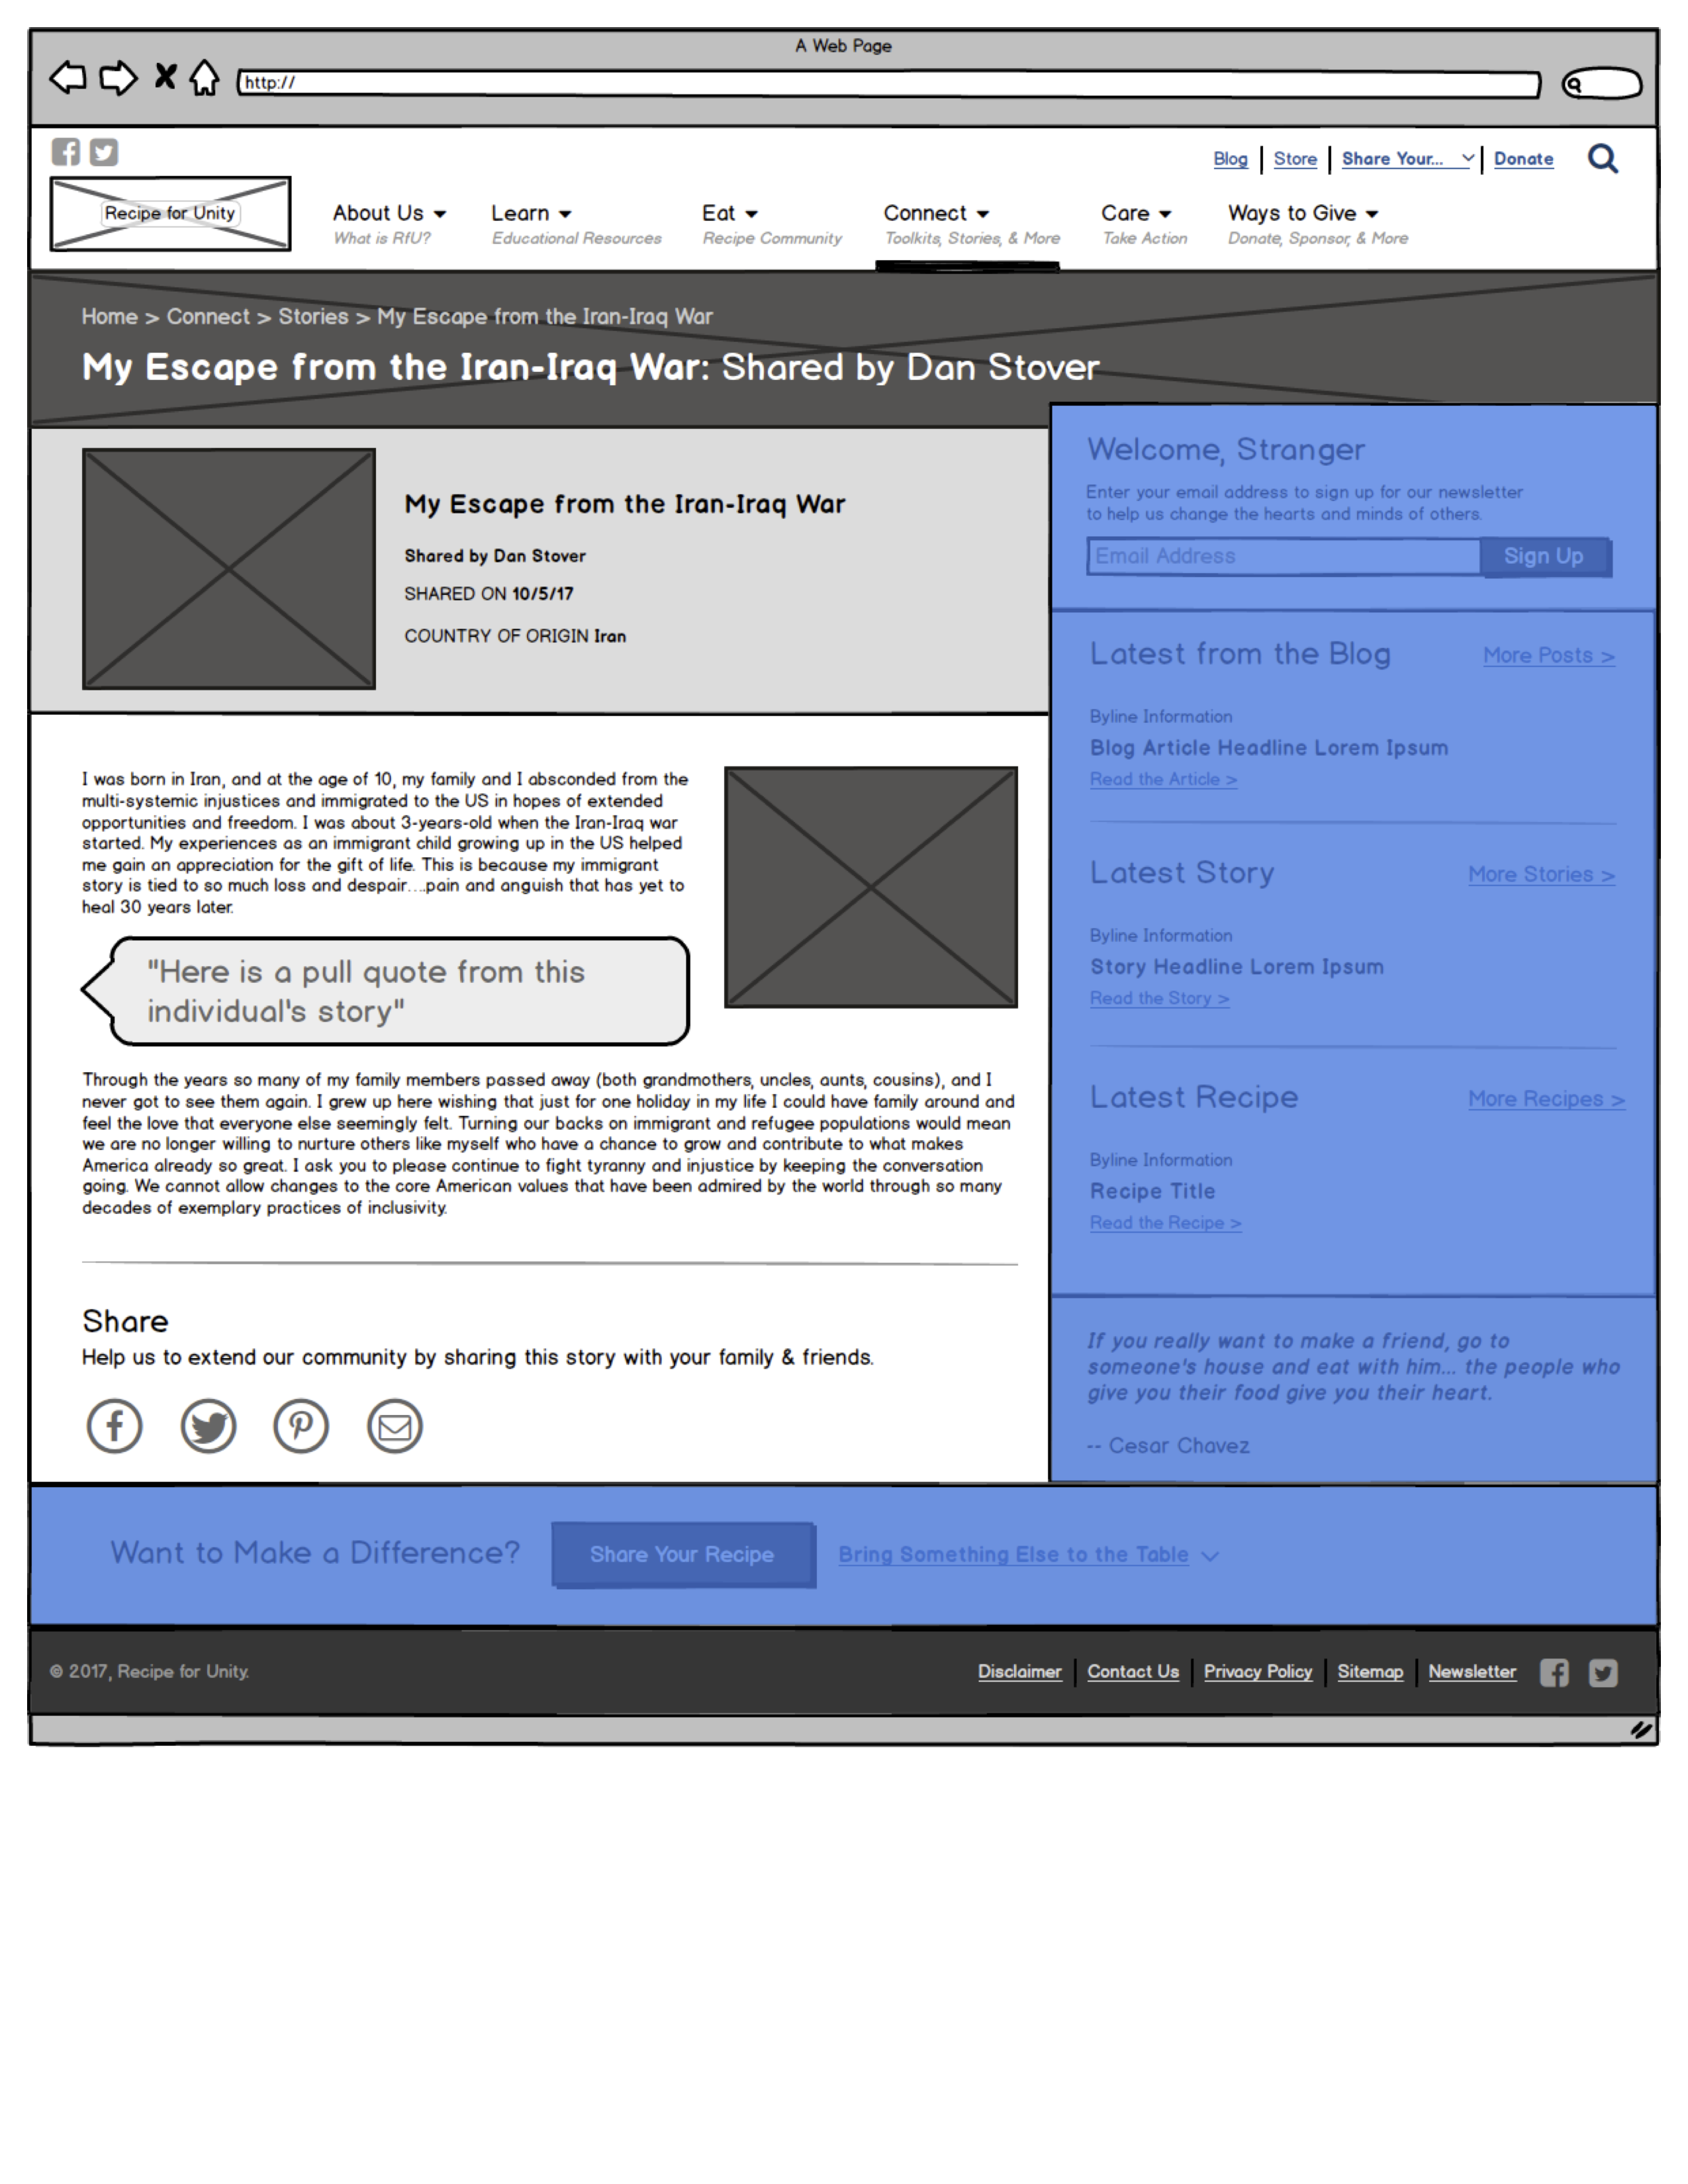 A Web Page
http://
Blog
Store
Share Your...
Donate
Recipe for Unity
About Us
Learn
Eat
Connect
Care
Ways to Give
What is RfU?
Educational Resources
Recipe Community
Toolkits, Stories, & More
Take Action
Donate, Sponsor, & More
Home > Connect > Stories > My Escape from the Iran-Iraq War
My Escape from the Iran-Iraq War: Shared by Dan Stover
My Escape from the Iran-Iraq War
Shared by Dan Stover
SHARED ON 10/5/17
COUNTRY OF ORIGIN Iran
I was born in Iran, and at the age of 10, my family and I absconded from the
multi-systemic injustices and immigrated to the US in hopes of extended
opportunities and freedom. I was about 3-years-old when the Iran-Iraq war
started. My experiences as an immigrant child growing up in the US helped
me gain an appreciation for the gift of life. This is because my immigrant
story is tied to so much loss and despair....pain and anguish that has yet to
heal 30 years later.
"Here is a pull quote from this
individual's story"
Through the years so many of my family members passed away (both grandmothers, uncles, aunts, cousins), and I
never got to see them again. I grew up here wishing that just for one holiday in my life I could have family around and
feel the love that everyone else seemingly felt. Turning our backs on immigrant and refugee populations would mean
we are no longer willing to nurture others like myself who have a chance to grow and contribute to what makes
America already so great. I ask you to please continue to fight tyranny and injustice by keeping the conversation
going. We cannot allow changes to the core American values that have been admired by the world through so many
decades of exemplary practices of inclusivity.
Share
Help us to extend our community by sharing this story with your family & friends.
Welcome, Stranger
Enter your email address to sign up for our newsletter
to help us change the hearts and minds of others.
Email Address
Sign Up
Latest from the Blog
More Posts >
Byline Information
Blog Article Headline Lorem Ipsum
Read the Article >
Latest Story
More Stories >
Byline Information
Story Headline Lorem Ipsum
Read the Story >
Latest Recipe
More Recipes >
Byline Information
Recipe Title
Read the Recipe >
If you really want to make a friend, go to
someone's house and eat with him... the people who
give you their food give you their heart.
-- Cesar Chavez
Want to Make a Difference?
Share Your Recipe
Bring Something Else to the Table
© 2017, Recipe for Unity.
Disclaimer
Contact Us
Privacy Policy
Sitemap
Newsletter